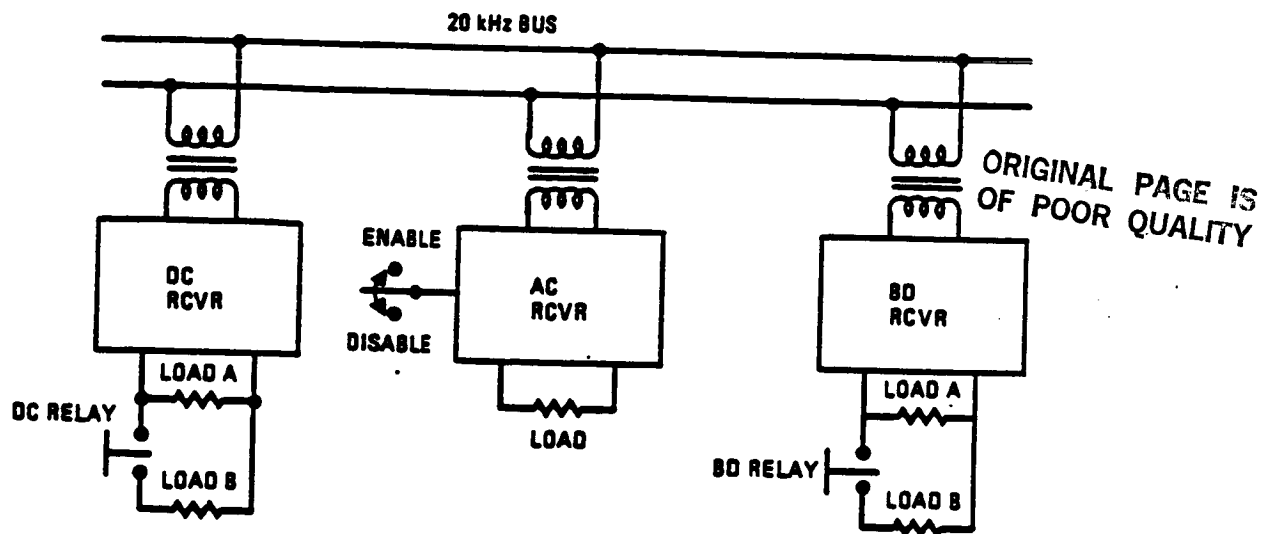 20 kHz BUS
ORIGINAL PAGE IS
OF POOR QUALITY
DC
RCVR
ENABLE
DISABLE
AC
RCVR
BD
RCVR
LOAD A
DC RELAY
LOAD B
LOAD
LOAD A
BD RELAY
LOAD B